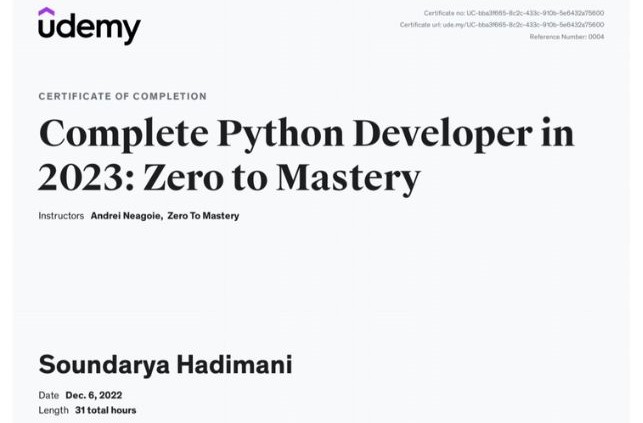 udemy
Certificate no: UC-bba3f665-8c2c-433c-910b-5e6432a75600
Certificate url: ude.my/UC-bba3f665-8c2c-433c-910b-5e6432a75600
Reference Number: 0004
CERTIFICATE OF COMPLETION
Complete Python Developer in
2023: Zero to Mastery
Instructors Andrei Neagoie, Zero To Mastery
Soundarya Hadimani
Date Dec. 6, 2022
Length 31 total hours